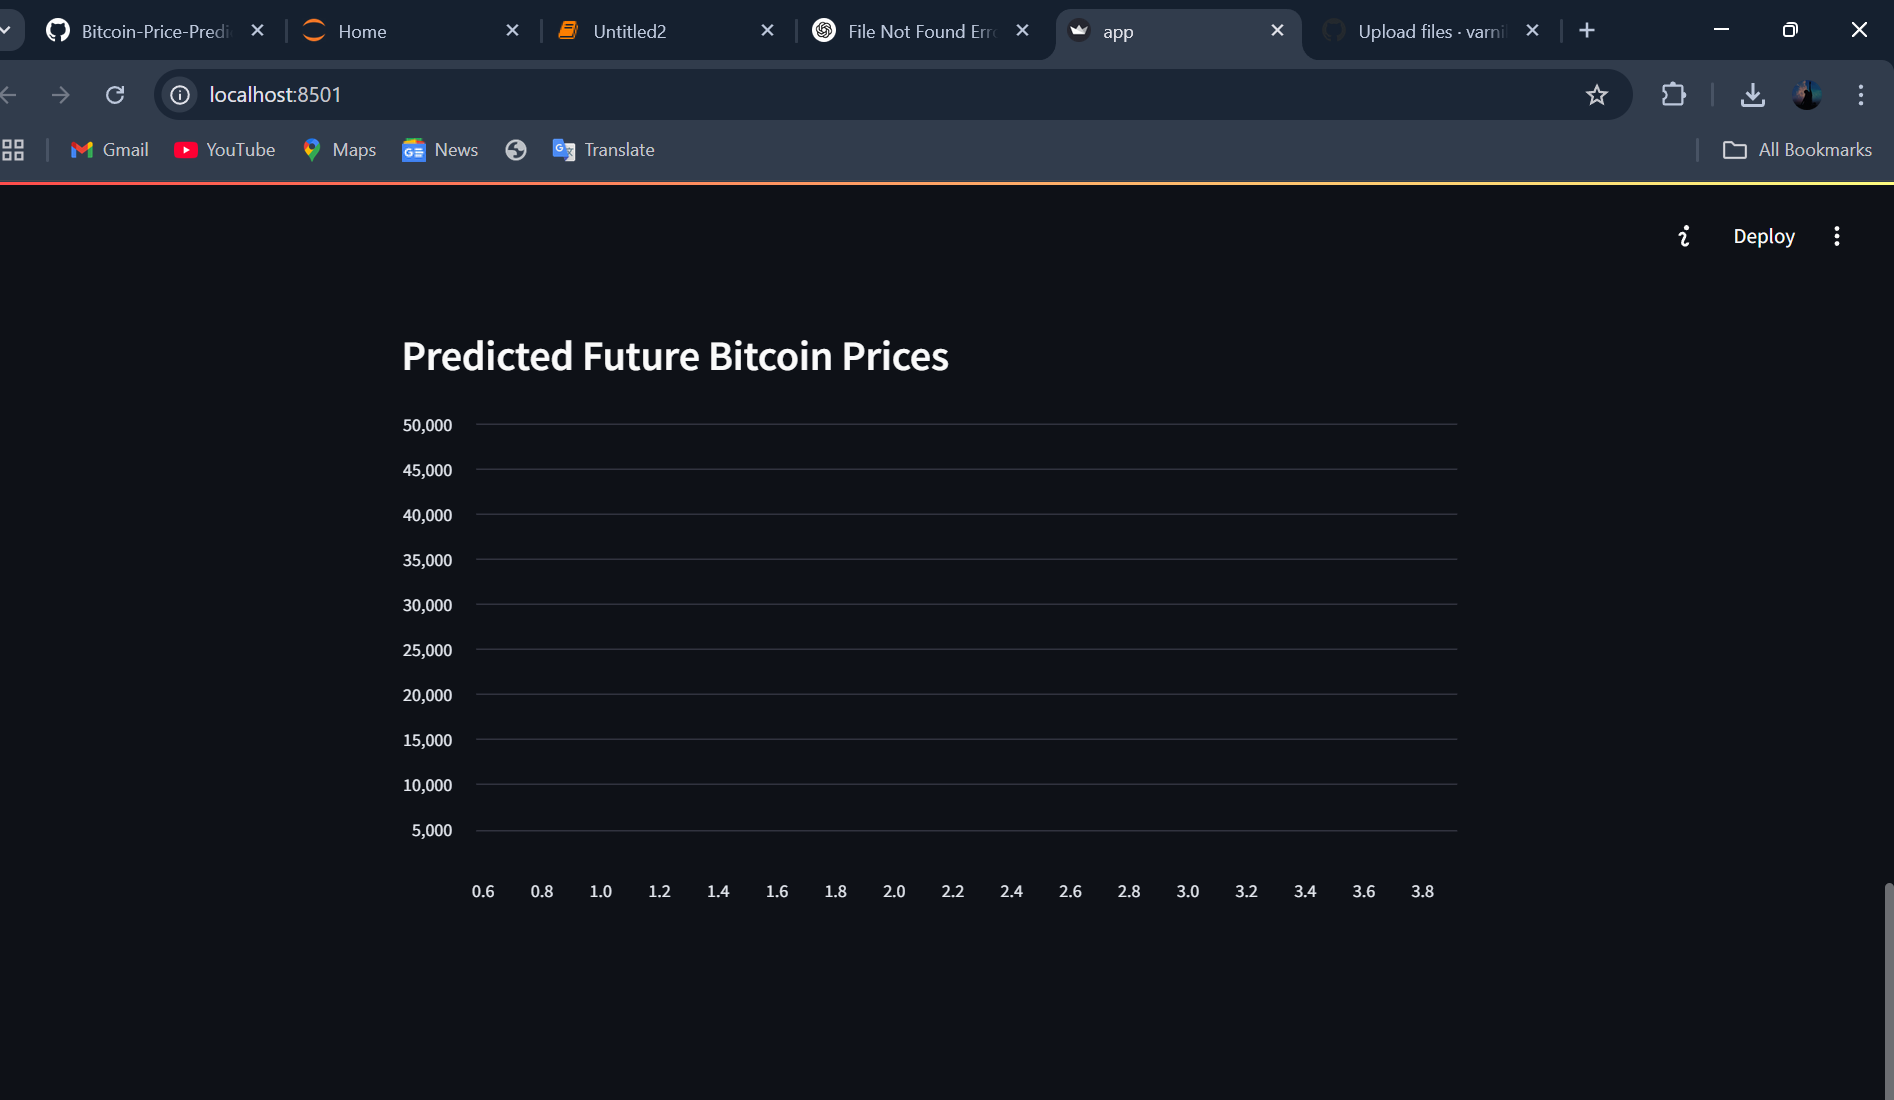 Bitcoin-Price-Predi
Home
Untitled2
File Not Found Erro
app
Upload files · varni
localhost:8501
Gmail
YouTube
Maps
News
Translate
All Bookmarks
Deploy
Predicted Future Bitcoin Prices
50,000
45,000
40,000
35,000
30,000
25,000
20,000
15,000
10,000
5,000
0.6 0.8 1.0 1.2 1.4 1.6 1.8 2.0 2.2 2.4 2.6 2.8 3.0 3.2 3.4 3.6 3.8